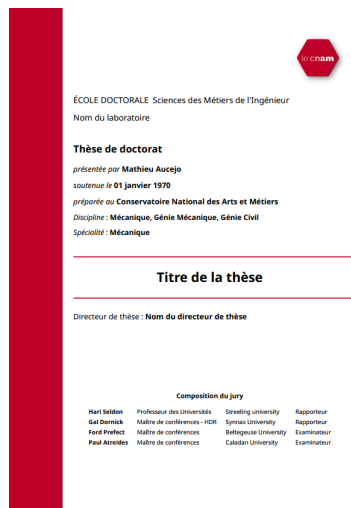 le cnam
ÉCOLE DOCTORALE Sciences des Métiers de l'Ingénieur
Nom du laboratoire
Thèse de doctorat
présentée par Mathieu Aucejo
soutenue le 01 janvier 1970
préparée au Conservatoire National des Arts et Métiers
Discipline : Mécanique, Génie Mécanique, Génie Civil
Spécialité : Mécanique
Titre de la thèse
Directeur de thèse : Nom du directeur de thèse
Composition du jury
Hari Seldon Professeur des Universités Streeling university Rapporteur
Gal Dornick Maître de conférences - HDR Synnax University Rapporteur
Ford Prefect Maître de conférences Beltegeuse University Examinateur
Paul Atreides Maître de conférences Caladan University Examinateur